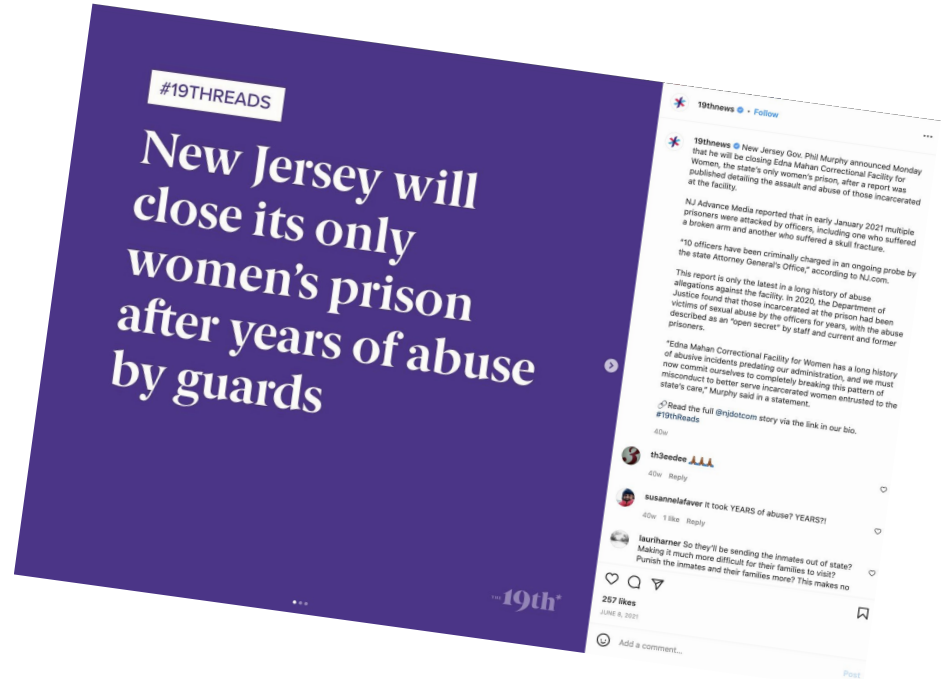 #19THREADS
New Jersey will
close its only
women's prison
after years of abuse
by guards
THE 19th*
19thnews • Follow
19thnews New Jersey Gov. Phil Murphy announced Monday
that he will be closing Edna Mahan Correctional Facility for
Women, the state's only women's prison, after a report was
published detailing the assault and abuse of those incarcerated
at the facility.
NJ Advance Media reported that in early January 2021 multiple
prisoners were attacked by officers, including one who suffered
a broken arm and another who suffered a skull fracture.
"10 officers have been criminally charged in an ongoing probe by
the state Attorney General's Office," according to NJ.com.
This report is only the latest in a long history of abuse
allegations against the facility. In 2020, the Department of
Justice found that those incarcerated at the prison had been
victims of sexual abuse by the officers for years, with the abuse
described as an "open secret" by staff and current and former
prisoners.
"Edna Mahan Correctional Facility for Women has a long history
of abusive incidents predating our administration, and we must
now commit ourselves to completely breaking this pattern of
misconduct to better serve incarcerated women entrusted to the
state's care," Murphy said in a statement.
🔗Read the full @njdotcom story via the link in our bio.
#19thReads
40w
th3eedee 🙏🏾🙏🏾🙏🏾
40w Reply
susannelafaver It took YEARS of abuse? YEARS?!
40w 1 like Reply
lauriharner So they'll be sending the inmates out of state?
Making it much more difficult for their families to visit?
Punish the inmates and their families more? This makes no
257 likes
JUNE 8, 2021
Add a comment...
Post